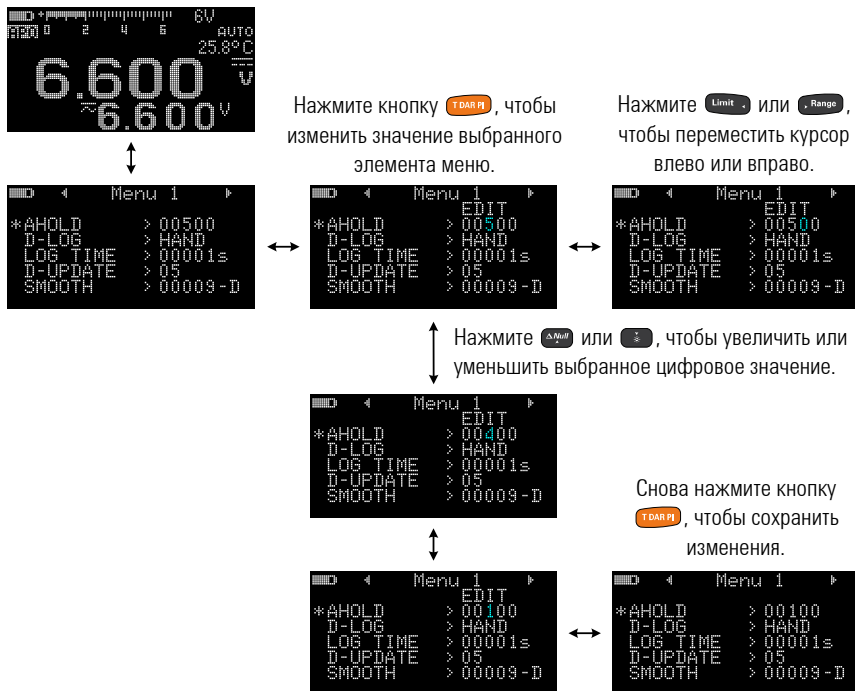 6V
APO 0 2 4 6 AUTO
25.8°C
6.600 V
6.600 V
Нажмите кнопку T DAR P, чтобы
изменить значение выбранного
элемента меню.
Нажмите Limit или Range,
чтобы переместить курсор
влево или вправо.
Menu 1
*AHOLD > 00500
D-LOG > HAND
LOG TIME > 00001s
D-UPDATE > 05
SMOOTH > 00009-D
Menu 1
EDIT
*AHOLD > 00500
D-LOG > HAND
LOG TIME > 00001s
D-UPDATE > 05
SMOOTH > 00009-D
Menu 1
EDIT
*AHOLD > 00500
D-LOG > HAND
LOG TIME > 00001s
D-UPDATE > 05
SMOOTH > 00009-D
Нажмите ΔNull или , чтобы увеличить или
уменьшить выбранное цифровое значение.
Menu 1
EDIT
*AHOLD > 00400
D-LOG > HAND
LOG TIME > 00001s
D-UPDATE > 05
SMOOTH > 00009-D
Снова нажмите кнопку
T DAR P, чтобы сохранить
изменения.
Menu 1
EDIT
*AHOLD > 00100
D-LOG > HAND
LOG TIME > 00001s
D-UPDATE > 05
SMOOTH > 00009-D
Menu 1
*AHOLD > 00100
D-LOG > HAND
LOG TIME > 00001s
D-UPDATE > 05
SMOOTH > 00009-D